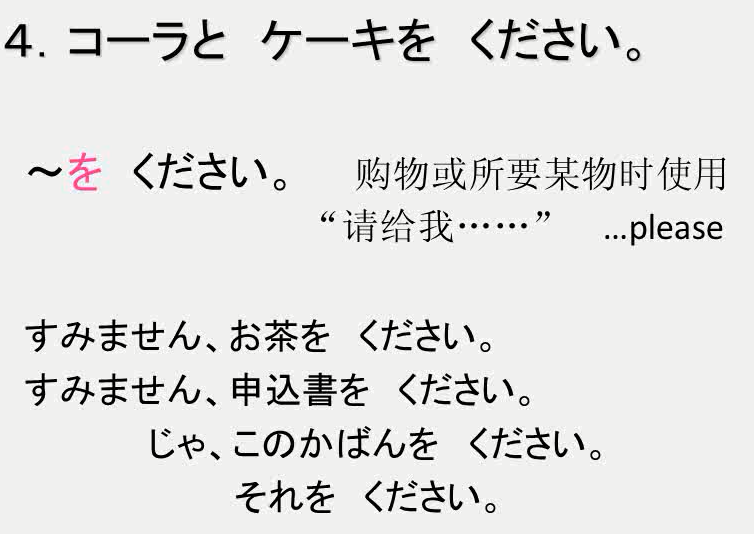 ４．コーラと　ケーキを　ください。
～を　ください。　　购物或所要某物时使用
“请给我……”　...please
すみません、お茶を　ください。
すみません、申込書を　ください。
じゃ、このかばんを　ください。
それを　ください。